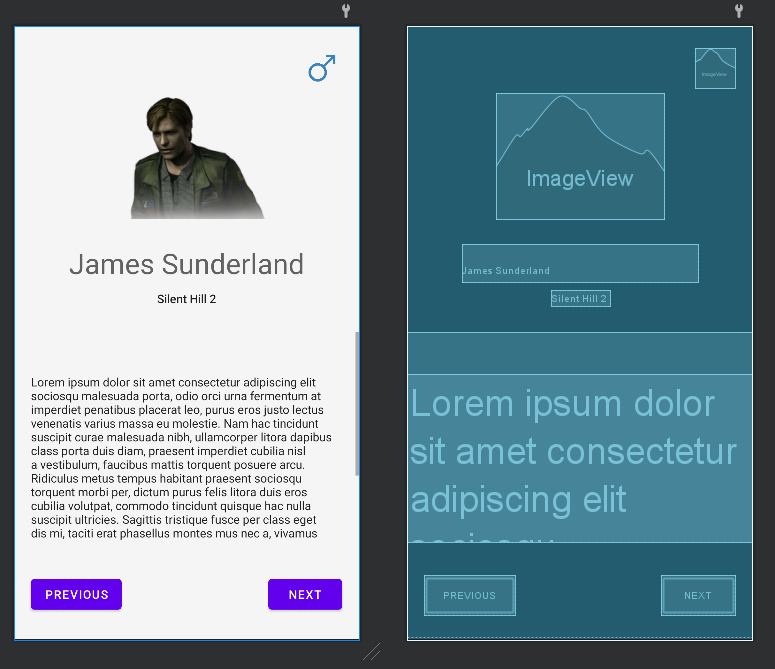 James Sunderland
Silent Hill 2
Lorem ipsum dolor sit amet consectetur adipiscing elit
sociosqu malesuada porta, odio orci urna fermentum at
imperdiet penatibus placerat leo, purus eros justo lectus
venenatis varius massa eu molestie. Nam hac tincidunt
suscipit curae malesuada nibh, ullamcorper litora dapibus
class porta duis diam, praesent imperdiet cubilia nisl
a vestibulum, faucibus mattis torquent posuere arcu.
Ridiculus metus tempus habitant praesent sociosqu
torquent morbi per, dictum purus felis litora duis eros
cubilia volutpat, commodo tincidunt quisque hac nulla
suscipit ultricies. Sagittis tristique fusce per class eget
dis mi, taciti erat phasellus montes mus nec a, vivamus
PREVIOUS
NEXT
ImageView
ImageView
James Sunderland
Silent Hill 2
Lorem ipsum dolor
sit amet consectetur
adipiscing elit
sociosqu
PREVIOUS
NEXT